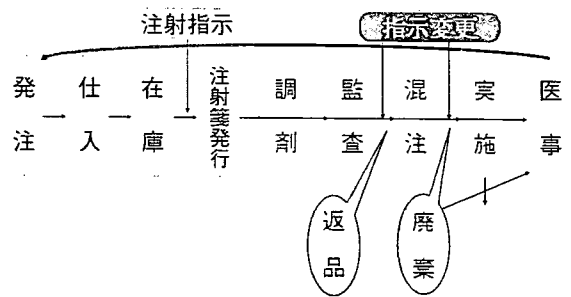 注射指示
指示変更
発注
仕入
在庫
注射箋発行
調剤
監査
混注
実施
医事
返品
廃棄